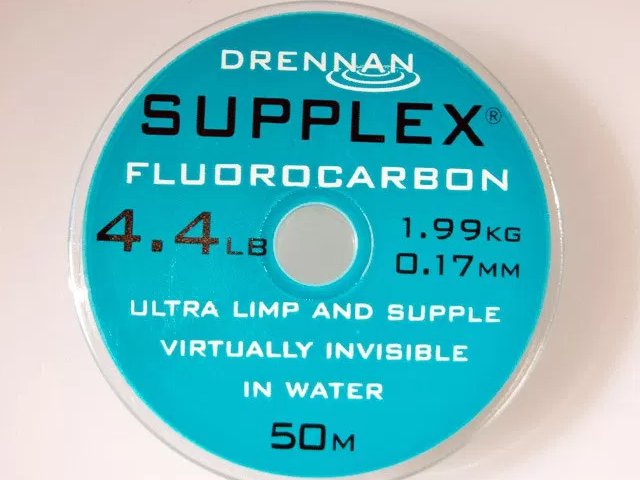 DRENNAN
SUPPLEX®
FLUOROCARBON
4.4LB
1.99KG
0.17MM
ULTRA LIMP AND SUPPLE
VIRTUALLY INVISIBLE
IN WATER
50M